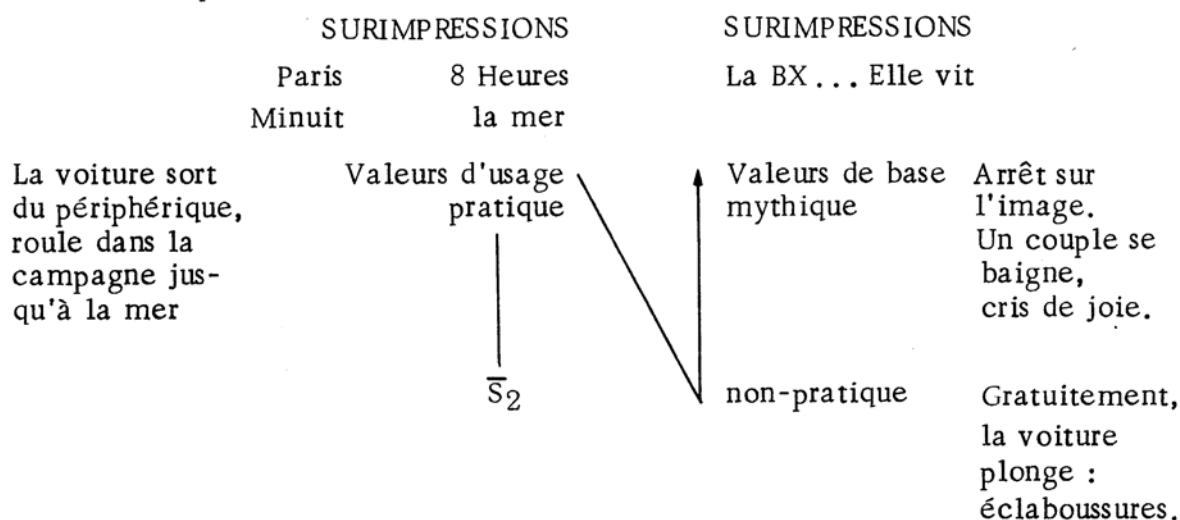 SURIMPRESSIONS SURIMPRESSIONS
Paris 8 Heures La BX... Elle vit
Minuit la mer
La voiture sort Valeurs d'usage Valeurs de base Arrêt sur
du périphérique, pratique mythique l'image.
roule dans la Un couple se
campagne jus- baigne,
qu'à la mer cris de joie.
S̅2 non-pratique Gratuitement,
la voiture
plonge :
éclaboussures.